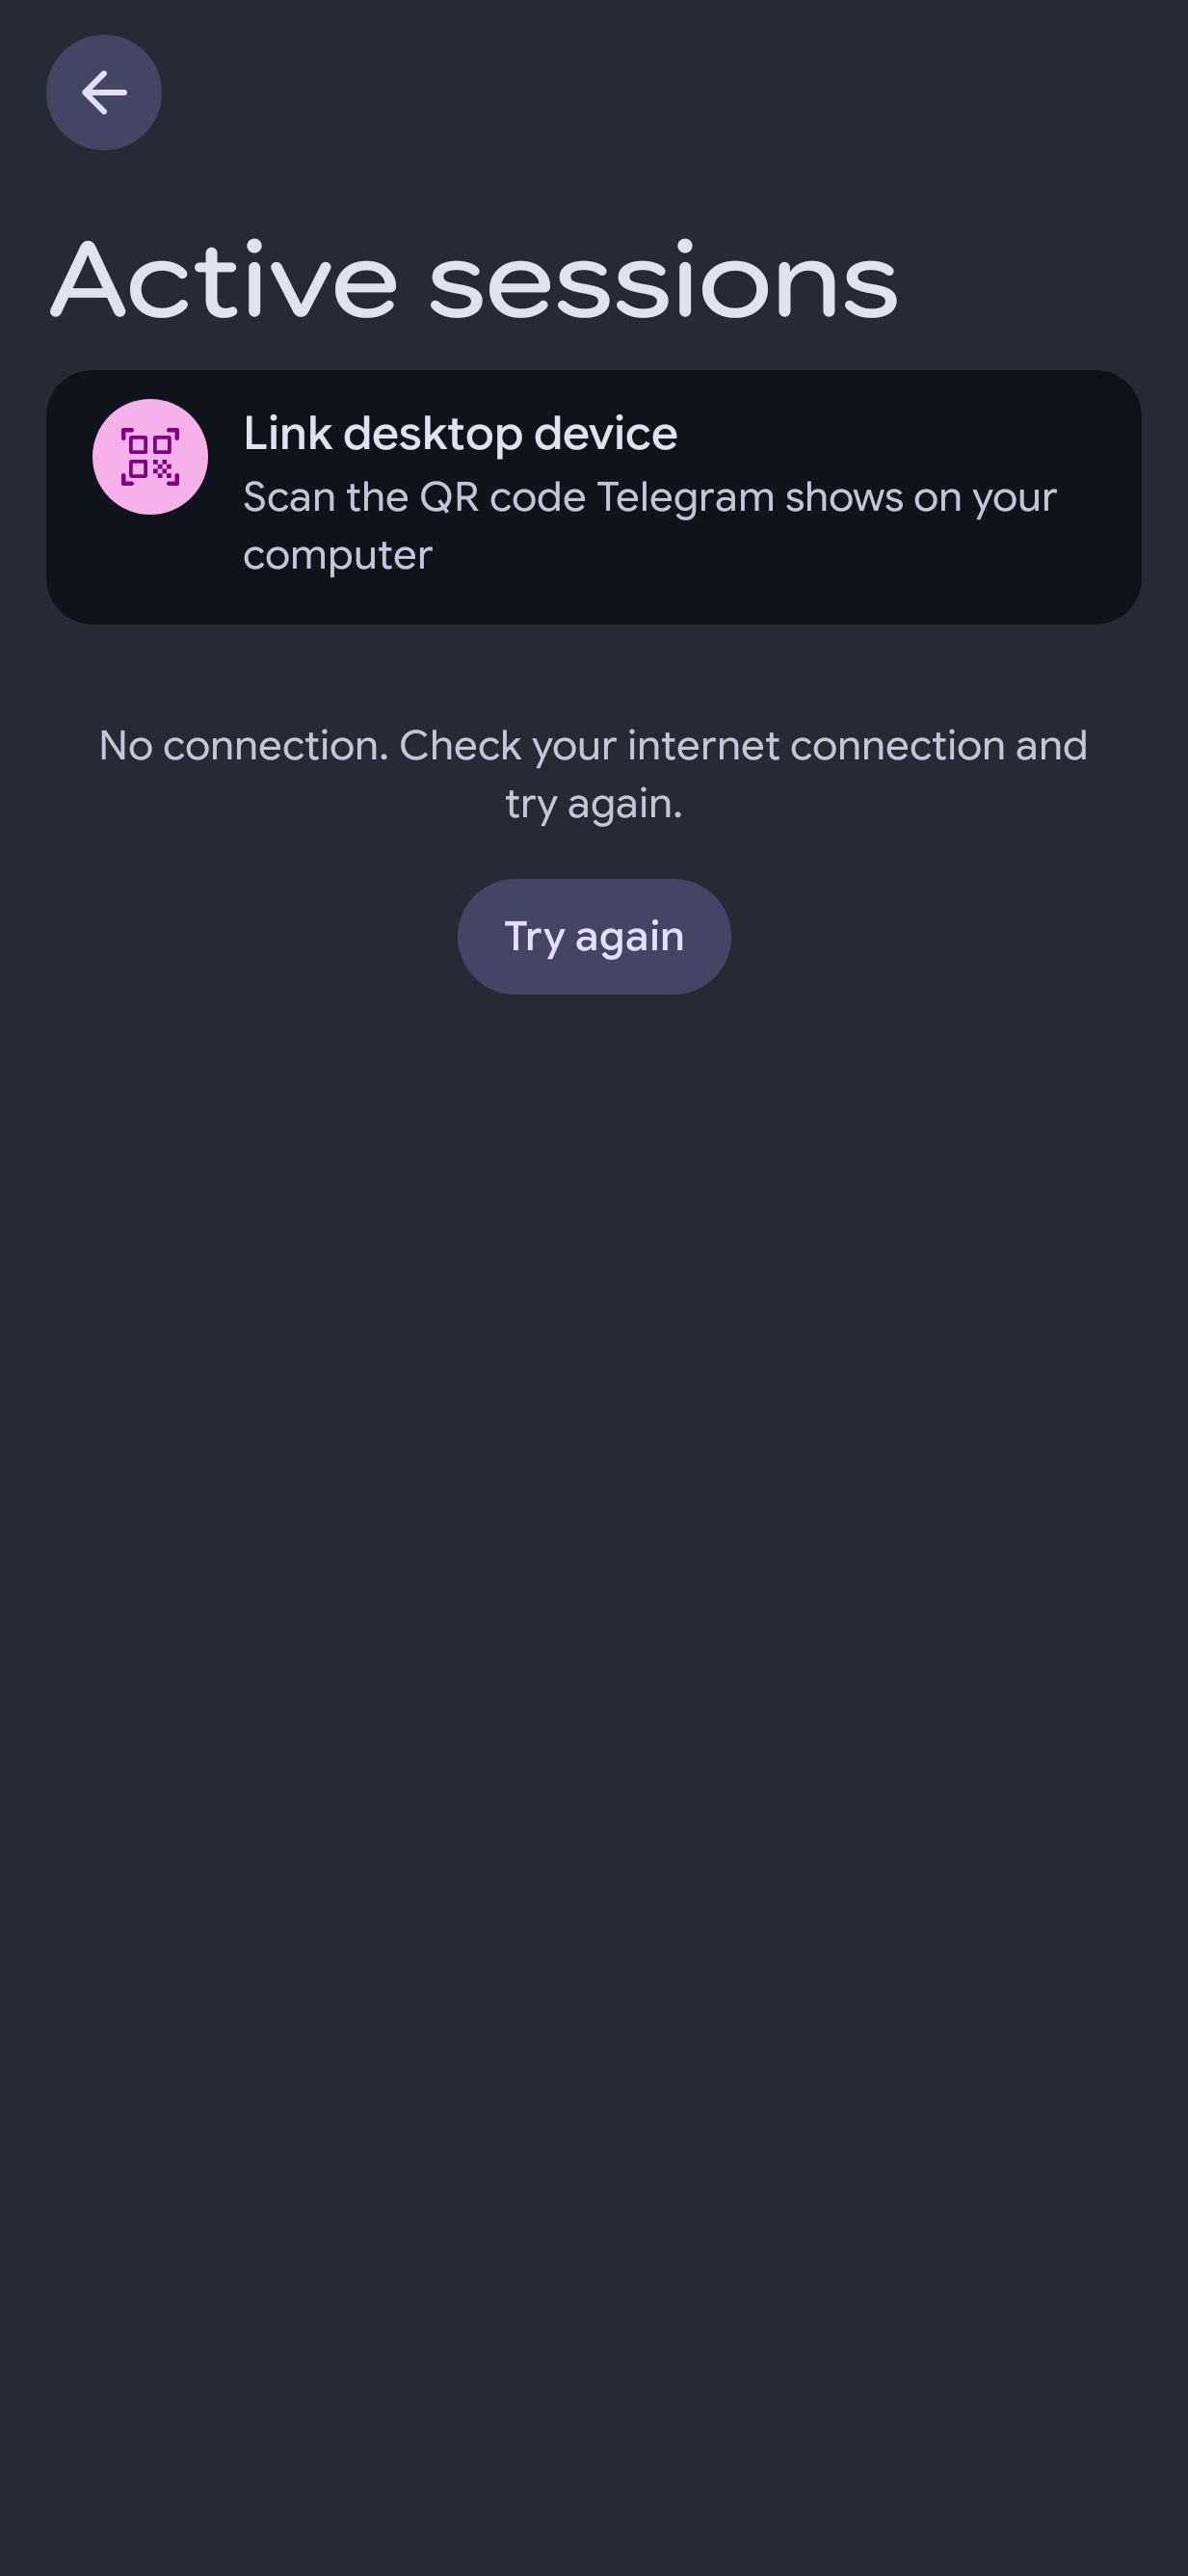 Active sessions
Link desktop device
Scan the QR code Telegram shows on your
computer
No connection. Check your internet connection and
try again.
Try again